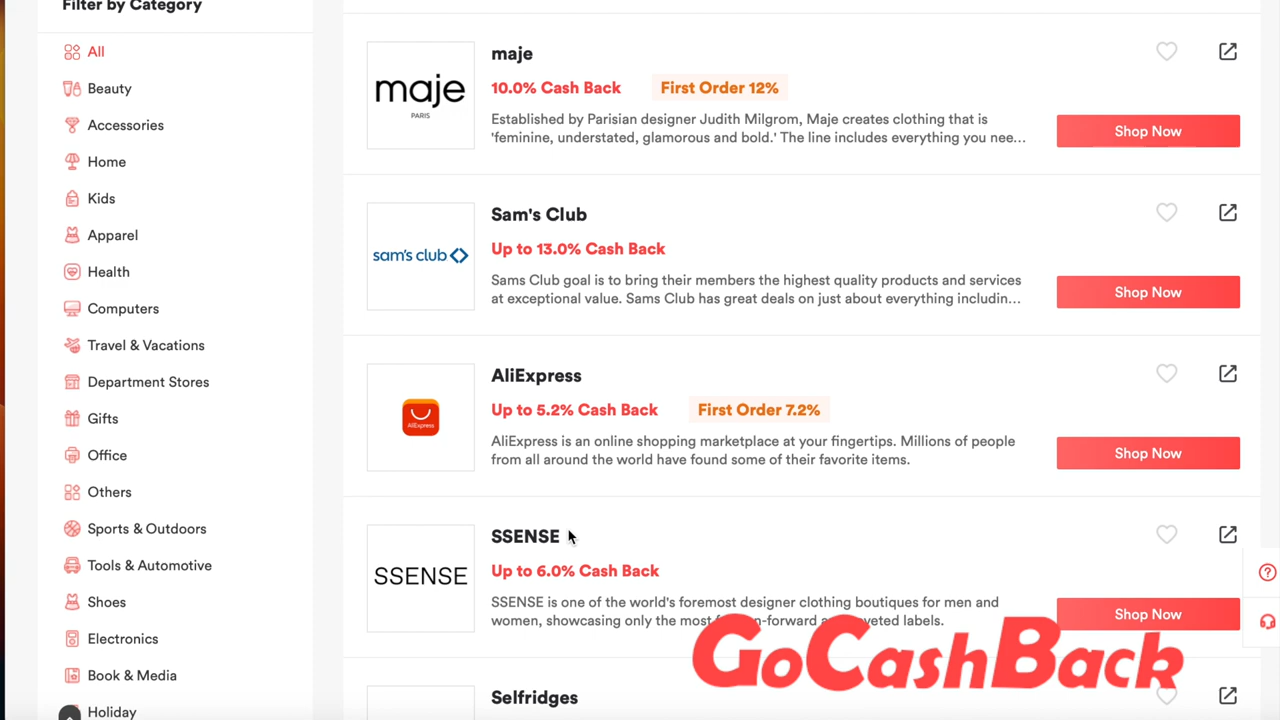 Filter by Category
All
Beauty
Accessories
Home
Kids
Apparel
Health
Computers
Travel & Vacations
Department Stores
Gifts
Office
Others
Sports & Outdoors
Tools & Automotive
Shoes
Electronics
Book & Media
Holiday
maje
PARIS
maje
10.0% Cash Back
First Order 12%
Established by Parisian designer Judith Milgrom, Maje creates clothing that is
'feminine, understated, glamorous and bold.' The line includes everything you nee...
Shop Now
sam's club
Sam's Club
Up to 13.0% Cash Back
Sams Club goal is to bring their members the highest quality products and services
at exceptional value. Sams Club has great deals on just about everything includin...
Shop Now
AliExpress
AliExpress
Up to 5.2% Cash Back
First Order 7.2%
AliExpress is an online shopping marketplace at your fingertips. Millions of people
from all around the world have found some of their favorite items.
Shop Now
SSENSE
SSENSE
Up to 6.0% Cash Back
SSENSE is one of the world's foremost designer clothing boutiques for men and
women, showcasing only the most -forward labels.
Shop Now
GoCashBack
Selfridges